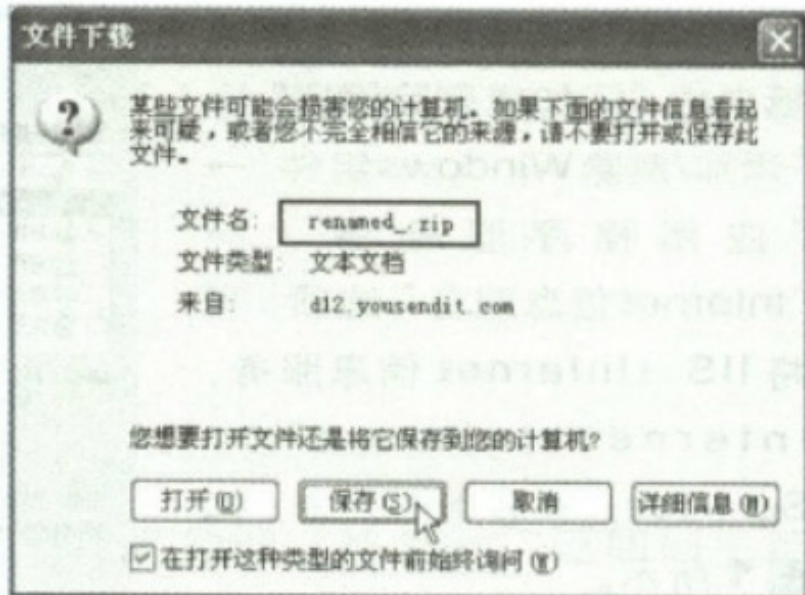 文件下载
某些文件可能会损害您的计算机。如果下面的文件信息看起
来可疑，或者您不完全相信它的来源，请不要打开或保存此
文件。
文件名: renamed_.zip
文件类型: 文本文档
来自: dl2.yousendit.com
您想要打开文件还是将它保存到您的计算机?
打开(O) 保存(S) 取消 详细信息(M)
在打开这种类型的文件前始终询问(W)